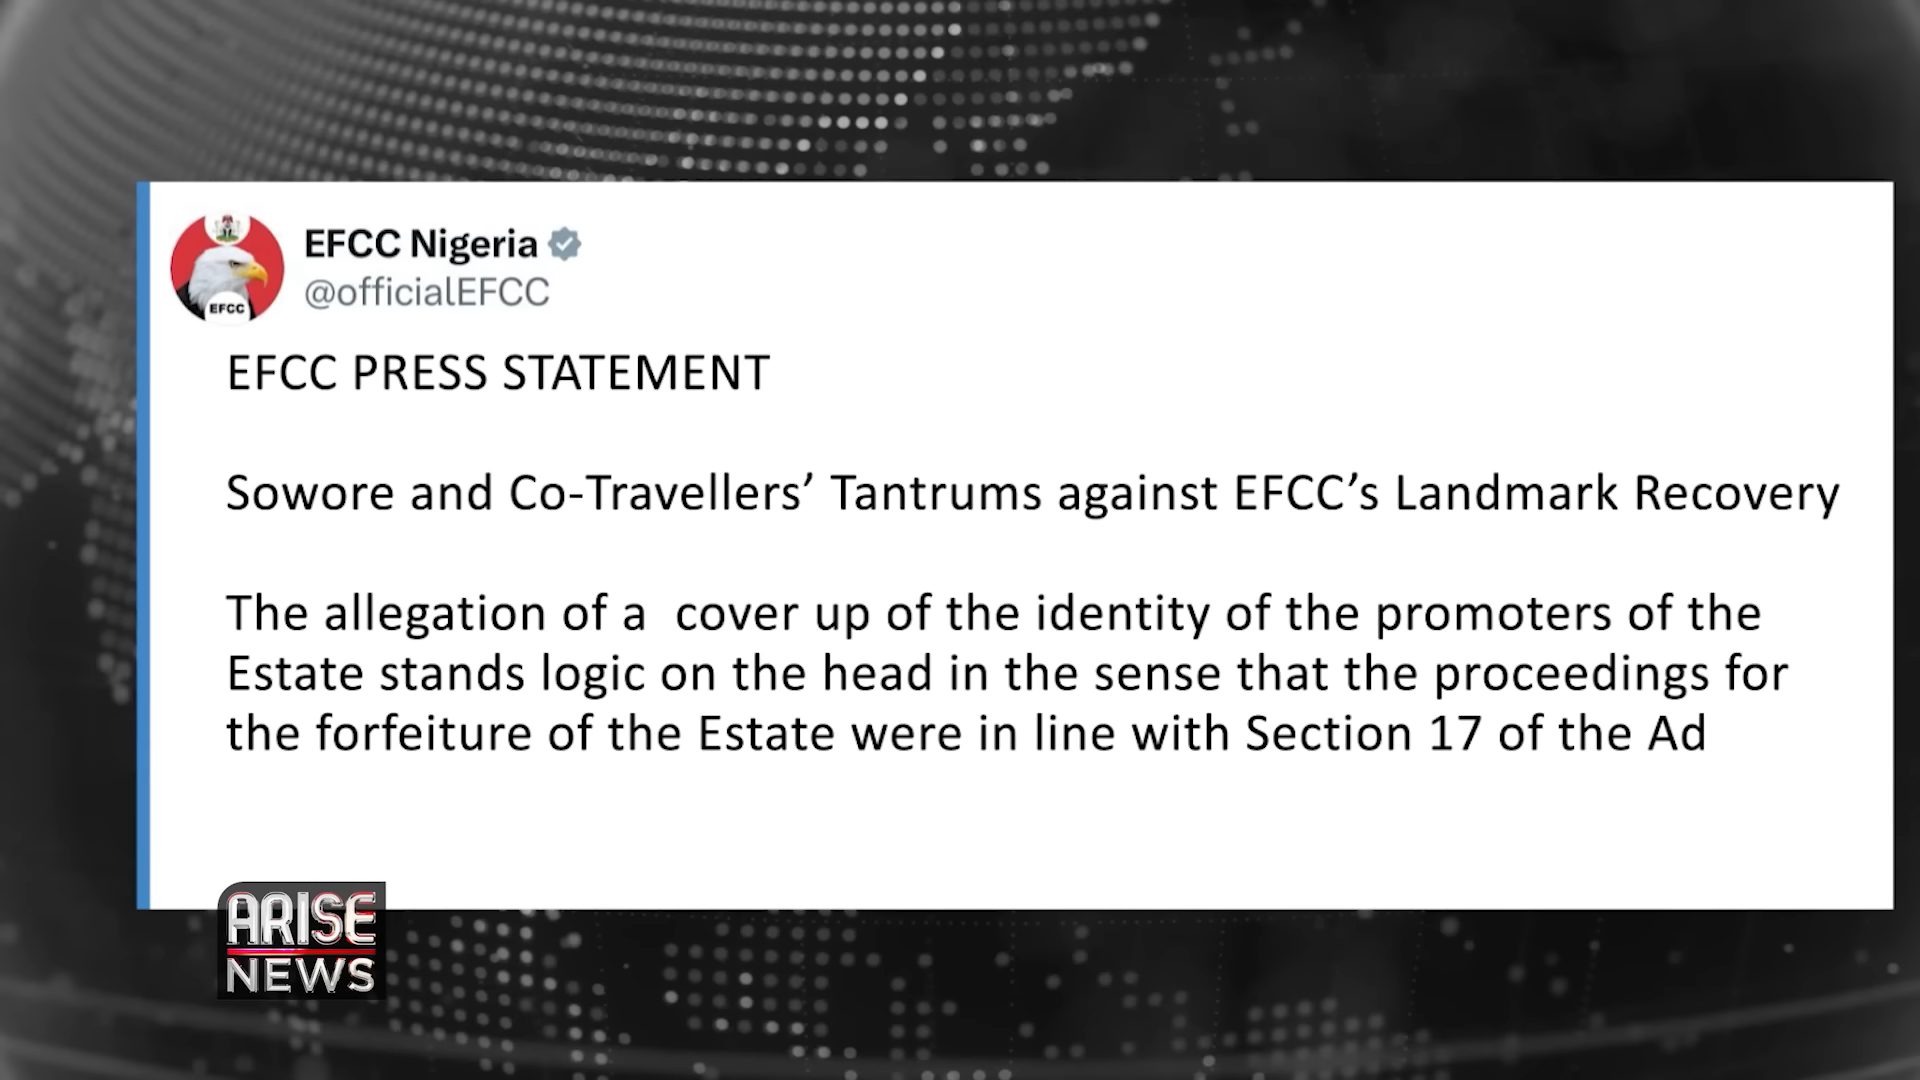 EFCC Nigeria
@officialEFCC
EFCC
EFCC PRESS STATEMENT
Sowore and Co-Travellers’ Tantrums against EFCC’s Landmark Recovery
The allegation of a  cover up of the identity of the promoters of the
Estate stands logic on the head in the sense that the proceedings for
the forfeiture of the Estate were in line with Section 17 of the Ad
ARISE
NEWS